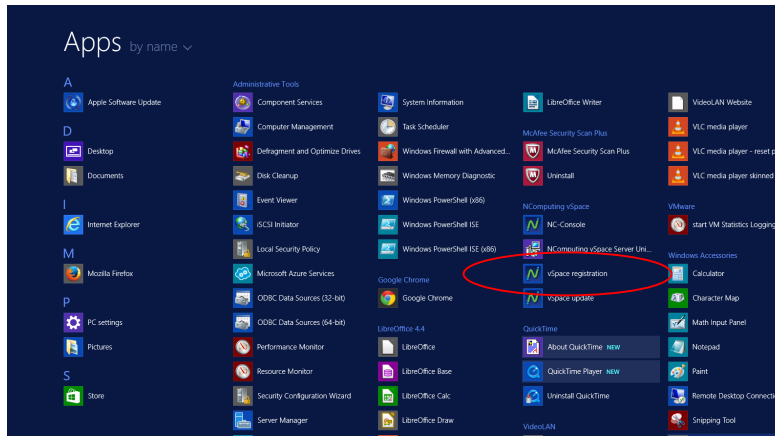 Apps by name
A
Apple Software Update
D
Desktop
Documents
I
Internet Explorer
M
Mozilla Firefox
P
PC settings
Pictures
S
Store
Administrative Tools
Component Services
Computer Management
Defragment and Optimize Drives
Disk Cleanup
Event Viewer
iSCSI Initiator
Local Security Policy
Microsoft Azure Services
ODBC Data Sources (32-bit)
ODBC Data Sources (64-bit)
Performance Monitor
Resource Monitor
Security Configuration Wizard
Server Manager
System Information
Task Scheduler
Windows Firewall with Advanced...
Windows Memory Diagnostic
Windows PowerShell (x86)
Windows PowerShell ISE
Windows PowerShell ISE (x86)
Google Chrome
Google Chrome
LibreOffice 4.4
LibreOffice
LibreOffice Base
LibreOffice Calc
LibreOffice Draw
LibreOffice Writer
McAfee Security Scan Plus
McAfee Security Scan Plus
Uninstall
NComputing vSpace
NC-Console
NComputing vSpace Server Uni...
vSpace registration
vSpace update
QuickTime
About QuickTime NEW
QuickTime Player NEW
Uninstall QuickTime
VideoLAN
VideoLAN Website
VLC media player
VLC media player - reset p
VLC media player skinned
VMware
start VM Statistics Logging
Windows Accessories
Calculator
Character Map
Math Input Panel
Notepad
Paint
Remote Desktop Connecti
Snipping Tool